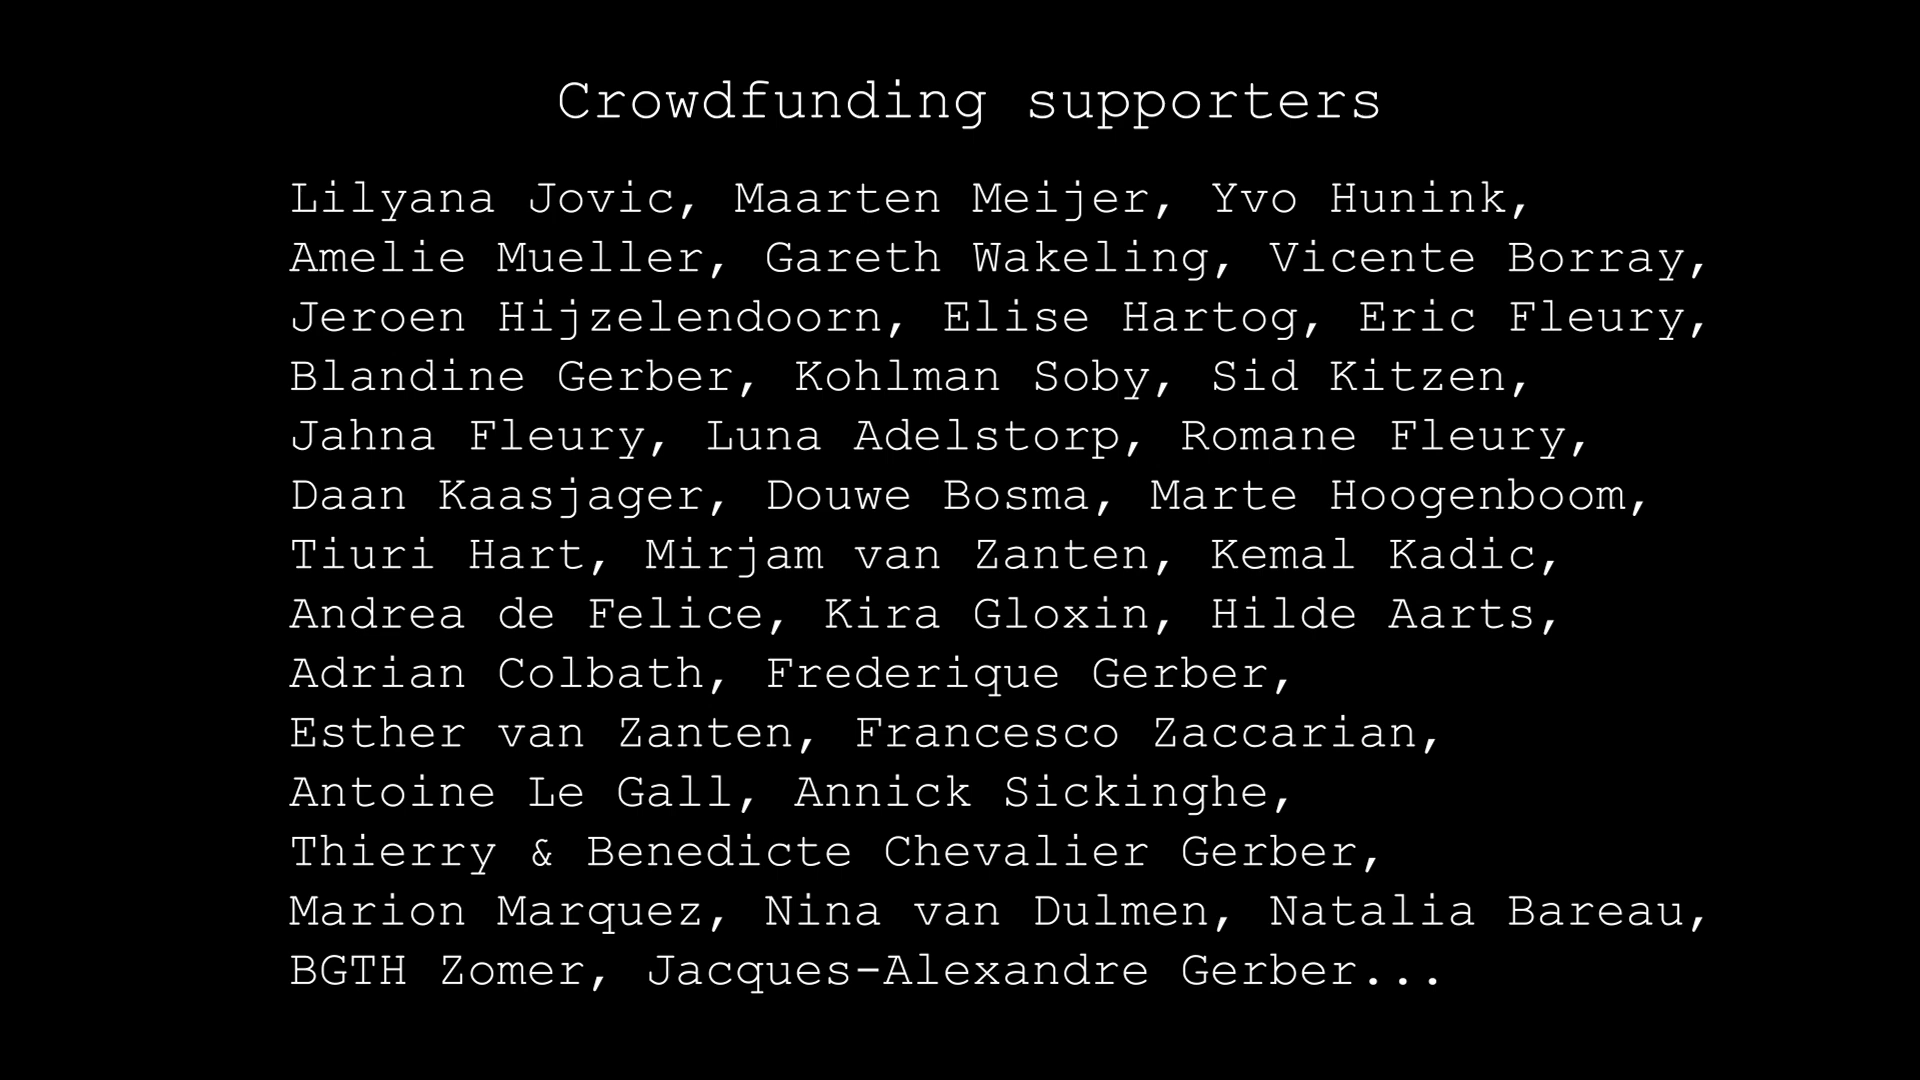 Crowdfunding supporters
Lilyana Jovic, Maarten Meijer, Yvo Hunink,
Amelie Mueller, Gareth Wakeling, Vicente Borray,
Jeroen Hijzelendoorn, Elise Hartog, Eric Fleury,
Blandine Gerber, Kohlman Soby, Sid Kitzen,
Jahna Fleury, Luna Adelstorp, Romane Fleury,
Daan Kaasjager, Douwe Bosma, Marte Hoogenboom,
Tiuri Hart, Mirjam van Zanten, Kemal Kadic,
Andrea de Felice, Kira Gloxin, Hilde Aarts,
Adrian Colbath, Frederique Gerber,
Esther van Zanten, Francesco Zaccarian,
Antoine Le Gall, Annick Sickinghe,
Thierry & Benedicte Chevalier Gerber,
Marion Marquez, Nina van Dulmen, Natalia Bareau,
BGTH Zomer, Jacques-Alexandre Gerber...